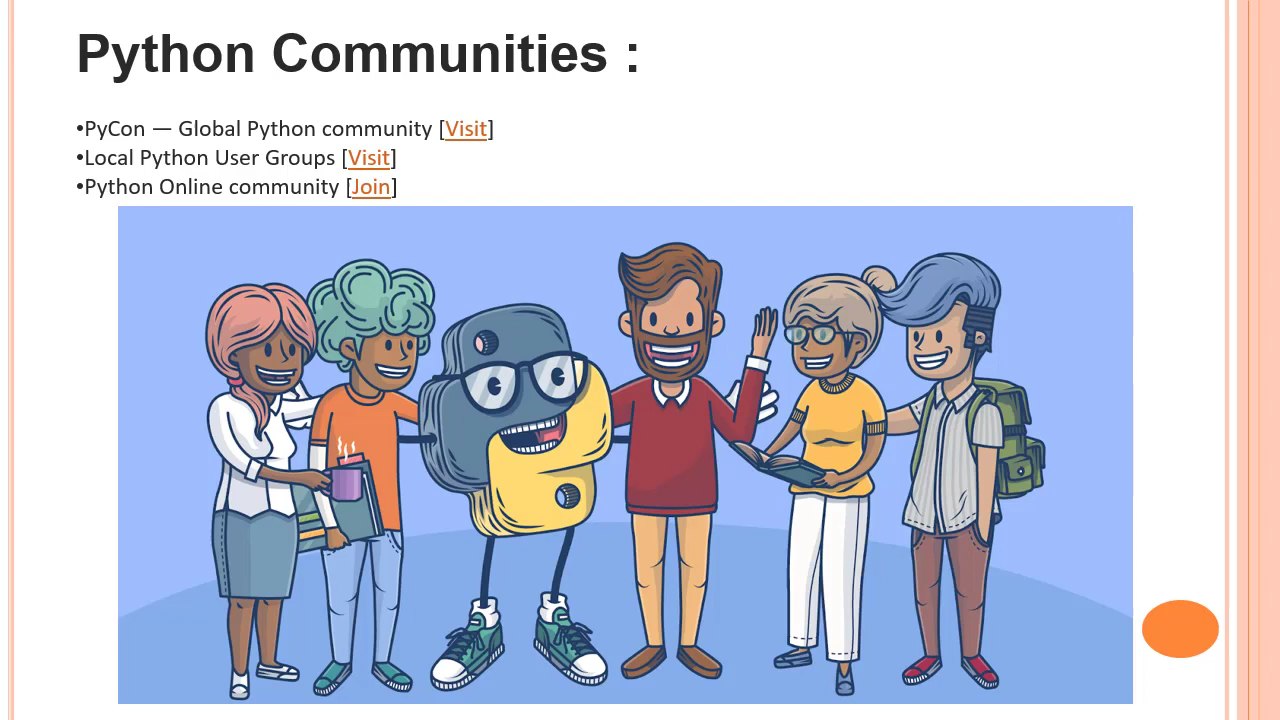 Python Communities :
•PyCon — Global Python community [Visit]
•Local Python User Groups [Visit]
•Python Online community [Join]